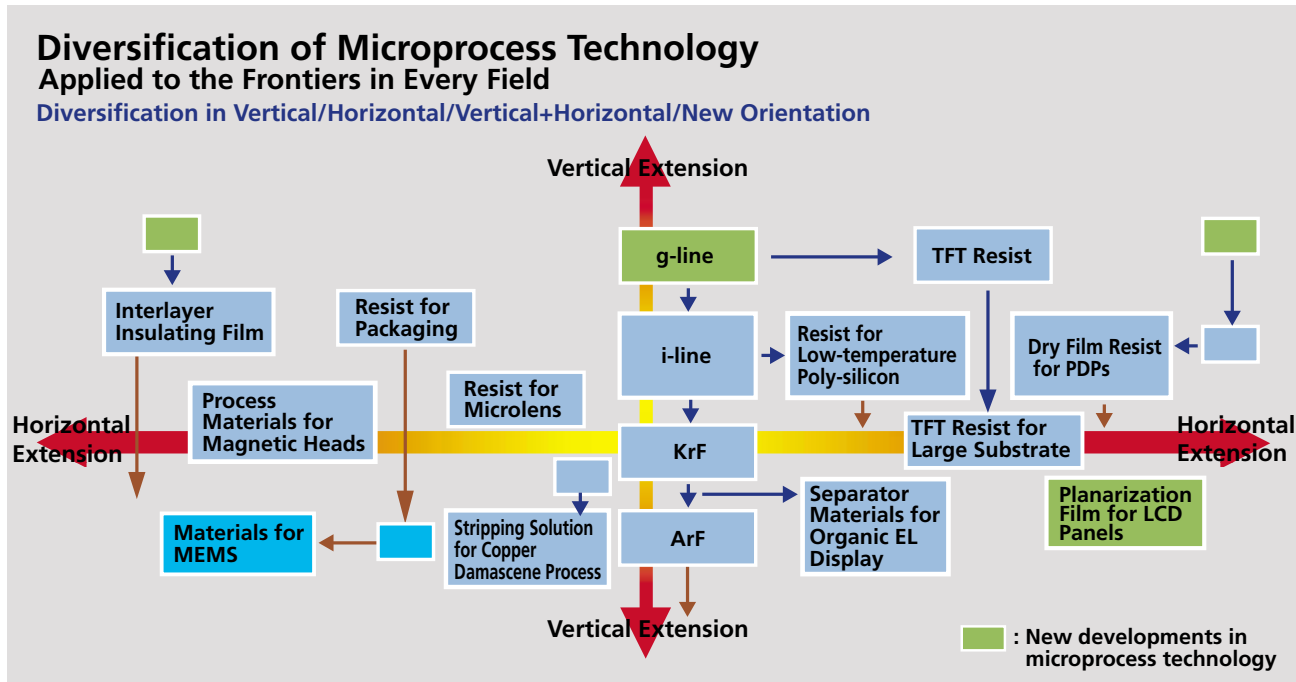 Diversification of Microprocess Technology
Applied to the Frontiers in Every Field
Diversification in Vertical/Horizontal/Vertical+Horizontal/New Orientation
Vertical Extension
g-line
TFT Resist
Interlayer
Insulating Film
Resist for
Packaging
i-line
Resist for
Low-temperature
Poly-silicon
Dry Film Resist
for PDPs
Process
Materials for
Magnetic Heads
Resist for
Microlens
Horizontal
Extension
KrF
TFT Resist for
Large Substrate
Horizontal
Extension
Materials for
MEMS
Stripping Solution
for Copper
Damascene Process
ArF
Separator
Materials for
Organic EL
Display
Planarization
Film for LCD
Panels
Vertical Extension
: New developments in
microprocess technology